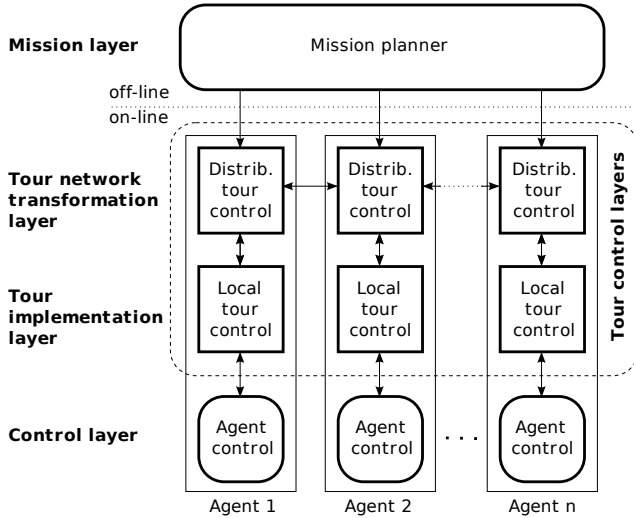 Mission layer
Mission planner
off-line
on-line
Tour network
transformation
layer
Distrib.
tour
control
Distrib.
tour
control
Distrib.
tour
control
Tour control layers
Tour
implementation
layer
Local
tour
control
Local
tour
control
Local
tour
control
Control layer
Agent
control
Agent
control
. . .
Agent
control
Agent 1
Agent 2
Agent n